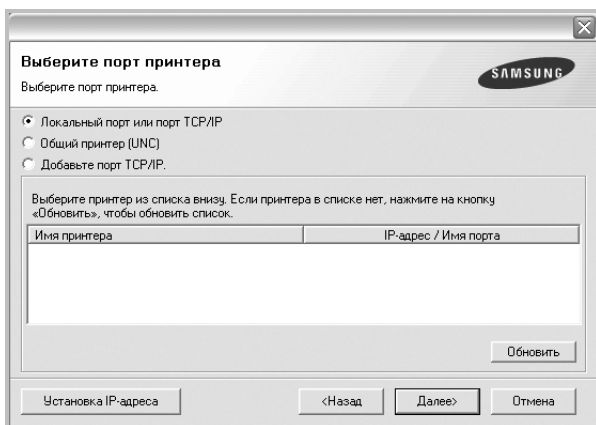 Выберите порт принтера
Выберите порт принтера.
SAMSUNG
Локальный порт или порт TCP/IP
Общий принтер (UNC)
Добавьте порт TCP/IP.
Выберите принтер из списка внизу. Если принтера в списке нет, нажмите на кнопку
«Обновить», чтобы обновить список.
Имя принтера IP-адрес / Имя порта
Обновить
Установка IP-адреса <Назад Далее> Отмена